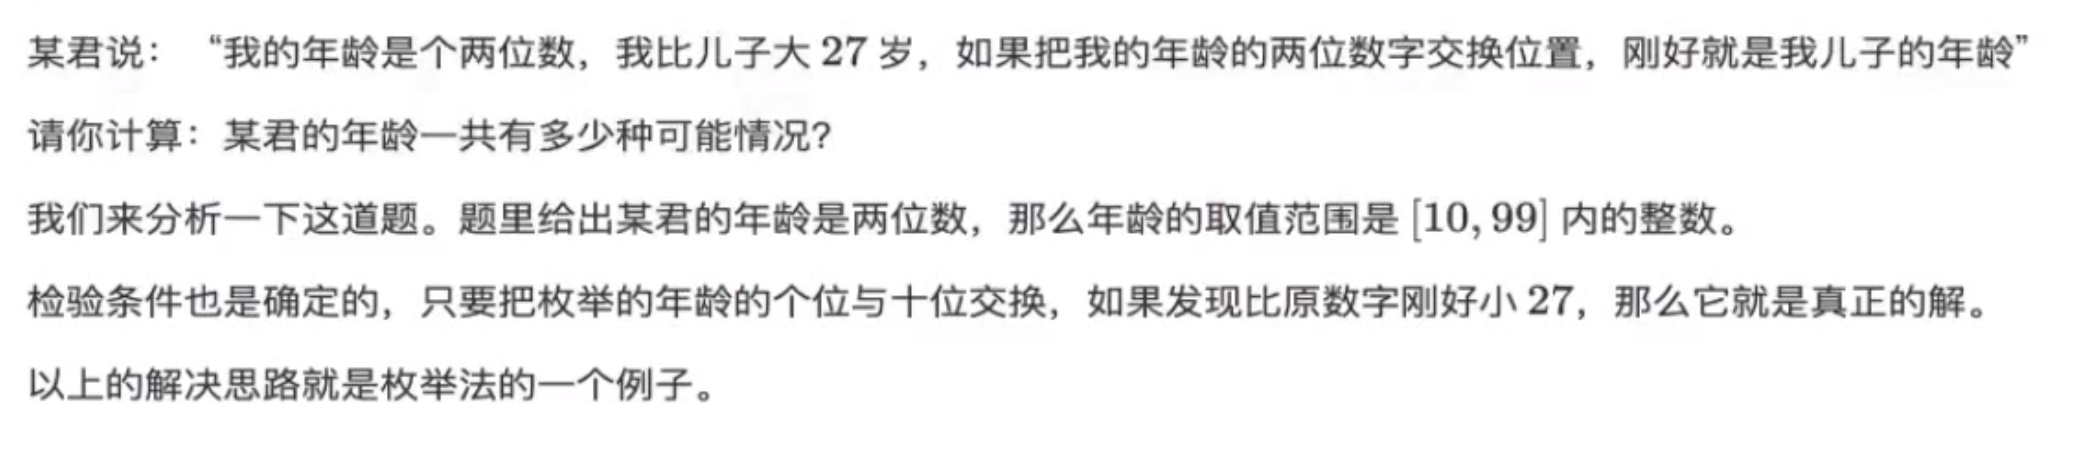 某君说：“我的年龄是个两位数，我比儿子大 27 岁，如果把我的年龄的两位数字交换位置，刚好就是我儿子的年龄”
请你计算：某君的年龄一共有多少种可能情况？
我们来分析一下这道题。题里给出某君的年龄是两位数，那么年龄的取值范围是 [10, 99] 内的整数。
检验条件也是确定的，只要把枚举的年龄的个位与十位交换，如果发现比原数字刚好小 27，那么它就是真正的解。
以上的解决思路就是枚举法的一个例子。